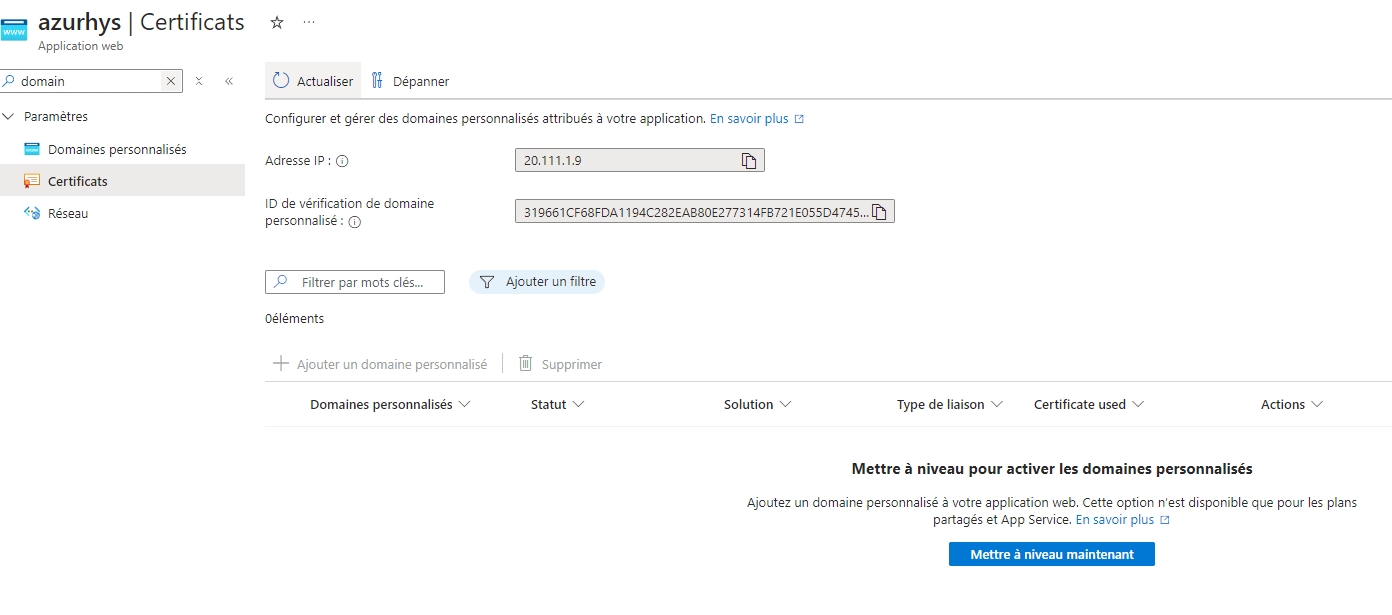 azurhys | Certificats
Application web
domain
Paramètres
Domaines personnalisés
Certificats
Réseau
Actualiser
Dépanner
Configurer et gérer des domaines personnalisés attribués à votre application. En savoir plus
Adresse IP :
20.111.1.9
ID de vérification de domaine
personnalisé :
319661CF68FDA1194C282EAB80E277314FB721E055D4745...
Filtrer par mots clés...
Ajouter un filtre
0éléments
Ajouter un domaine personnalisé
Supprimer
Domaines personnalisés
Statut
Solution
Type de liaison
Certificate used
Actions
Mettre à niveau pour activer les domaines personnalisés
Ajoutez un domaine personnalisé à votre application web. Cette option n'est disponible que pour les plans
partagés et App Service. En savoir plus
Mettre à niveau maintenant